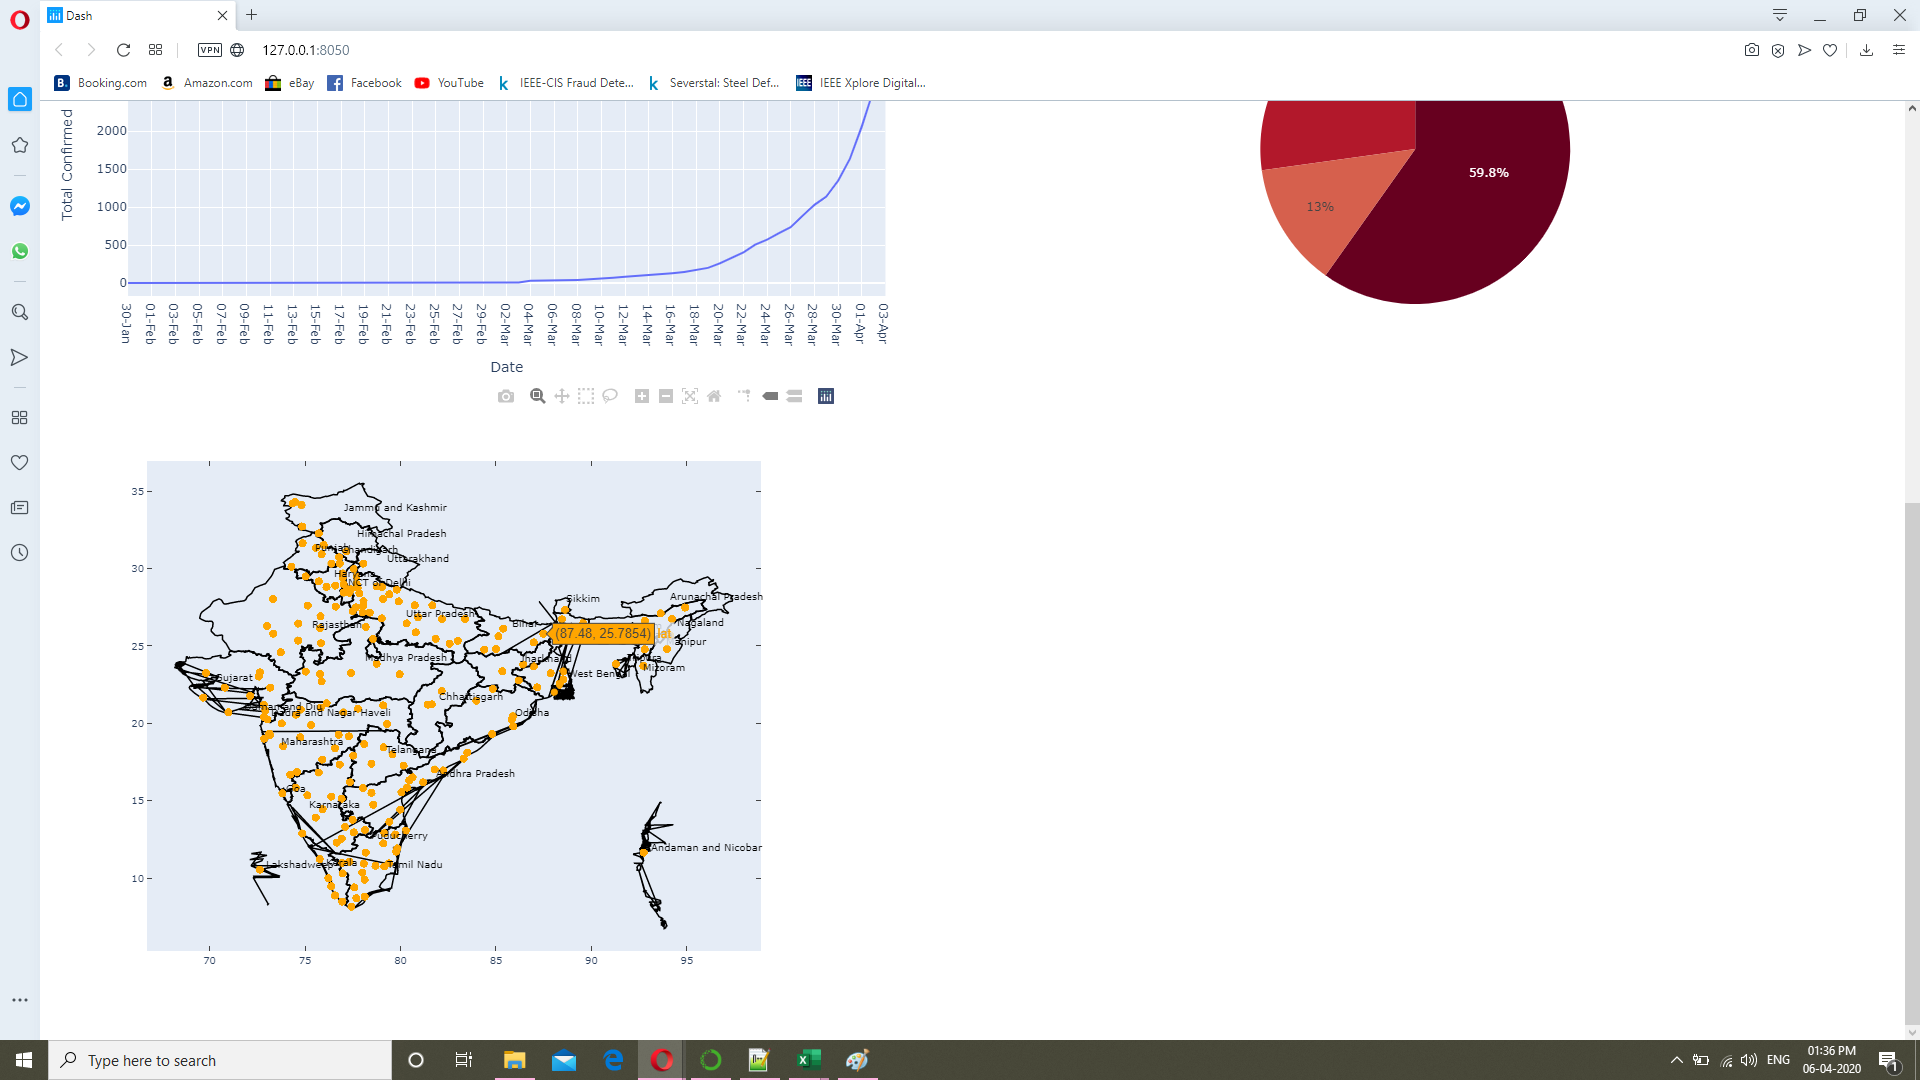 Dash
VPN
127.0.0.1:8050
B. Booking.com
a Amazon.com
eBay
Facebook
YouTube
k IEEE-CIS Fraud Dete...
k Severstal: Steel Def...
IEEE IEEE Xplore Digital...
Total Confirmed
2000
1500
1000
500
0
30-Jan
01-Feb
03-Feb
05-Feb
07-Feb
09-Feb
11-Feb
13-Feb
15-Feb
17-Feb
19-Feb
21-Feb
23-Feb
25-Feb
27-Feb
29-Feb
02-Mar
04-Mar
06-Mar
08-Mar
10-Mar
12-Mar
14-Mar
16-Mar
18-Mar
20-Mar
22-Mar
24-Mar
26-Mar
28-Mar
30-Mar
01-Apr
03-Apr
Date
59.8%
13%
35
30
25
20
15
10
Jammu and Kashmir
Himachal Pradesh
Punjab
Chandigarh
Uttarakhand
Haryana
NCT of Delhi
Sikkim
Arunachal Pradesh
Uttar Pradesh
Rajasthan
Bihar
Nagaland
(87.48, 25.7854)
anipur
Madhya Pradesh
Jharkhand
Tripura
Mizoram
Gujarat
West Bengal
Chhattisgarh
and Diu
Dadra and Nagar Haveli
Odisha
Maharashtra
Telangana
Andhra Pradesh
Goa
Karnataka
Puducherry
Andaman and Nicobar
Lakshadweep
Kerala
Tamil Nadu
70
75
80
85
90
95
Type here to search
ENG
01:36 PM
06-04-2020
1